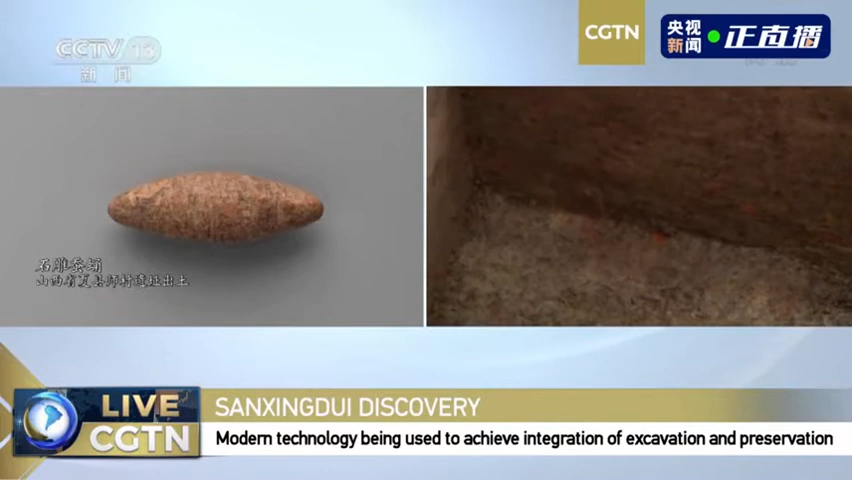 CCTV 13
新闻
CGTN
央视
新闻
正直播
石雕蚕蛹
山西省夏县师村遗址出土
LIVE
CGTN
SANXINGDUI DISCOVERY
Modern technology being used to achieve integration of excavation and preservation